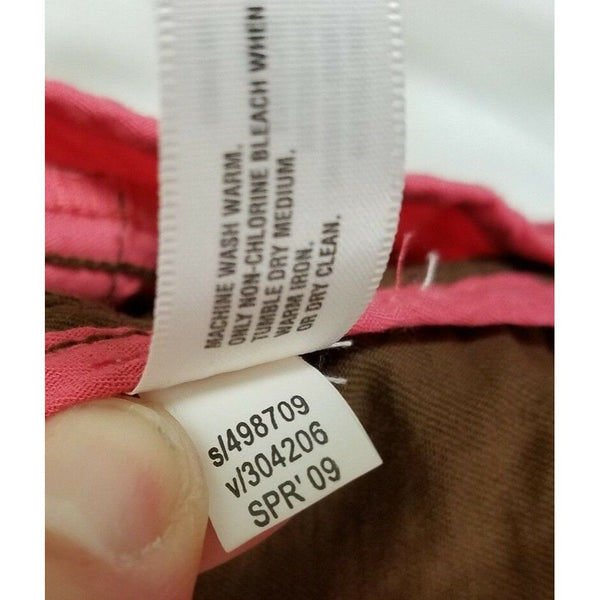 MACHINE WASH WARM.
ONLY NON-CHLORINE BLEACH WHEN
TUMBLE DRY MEDIUM.
WARM IRON.
OR DRY CLEAN.
s/498709
v/304206
SPR' 09